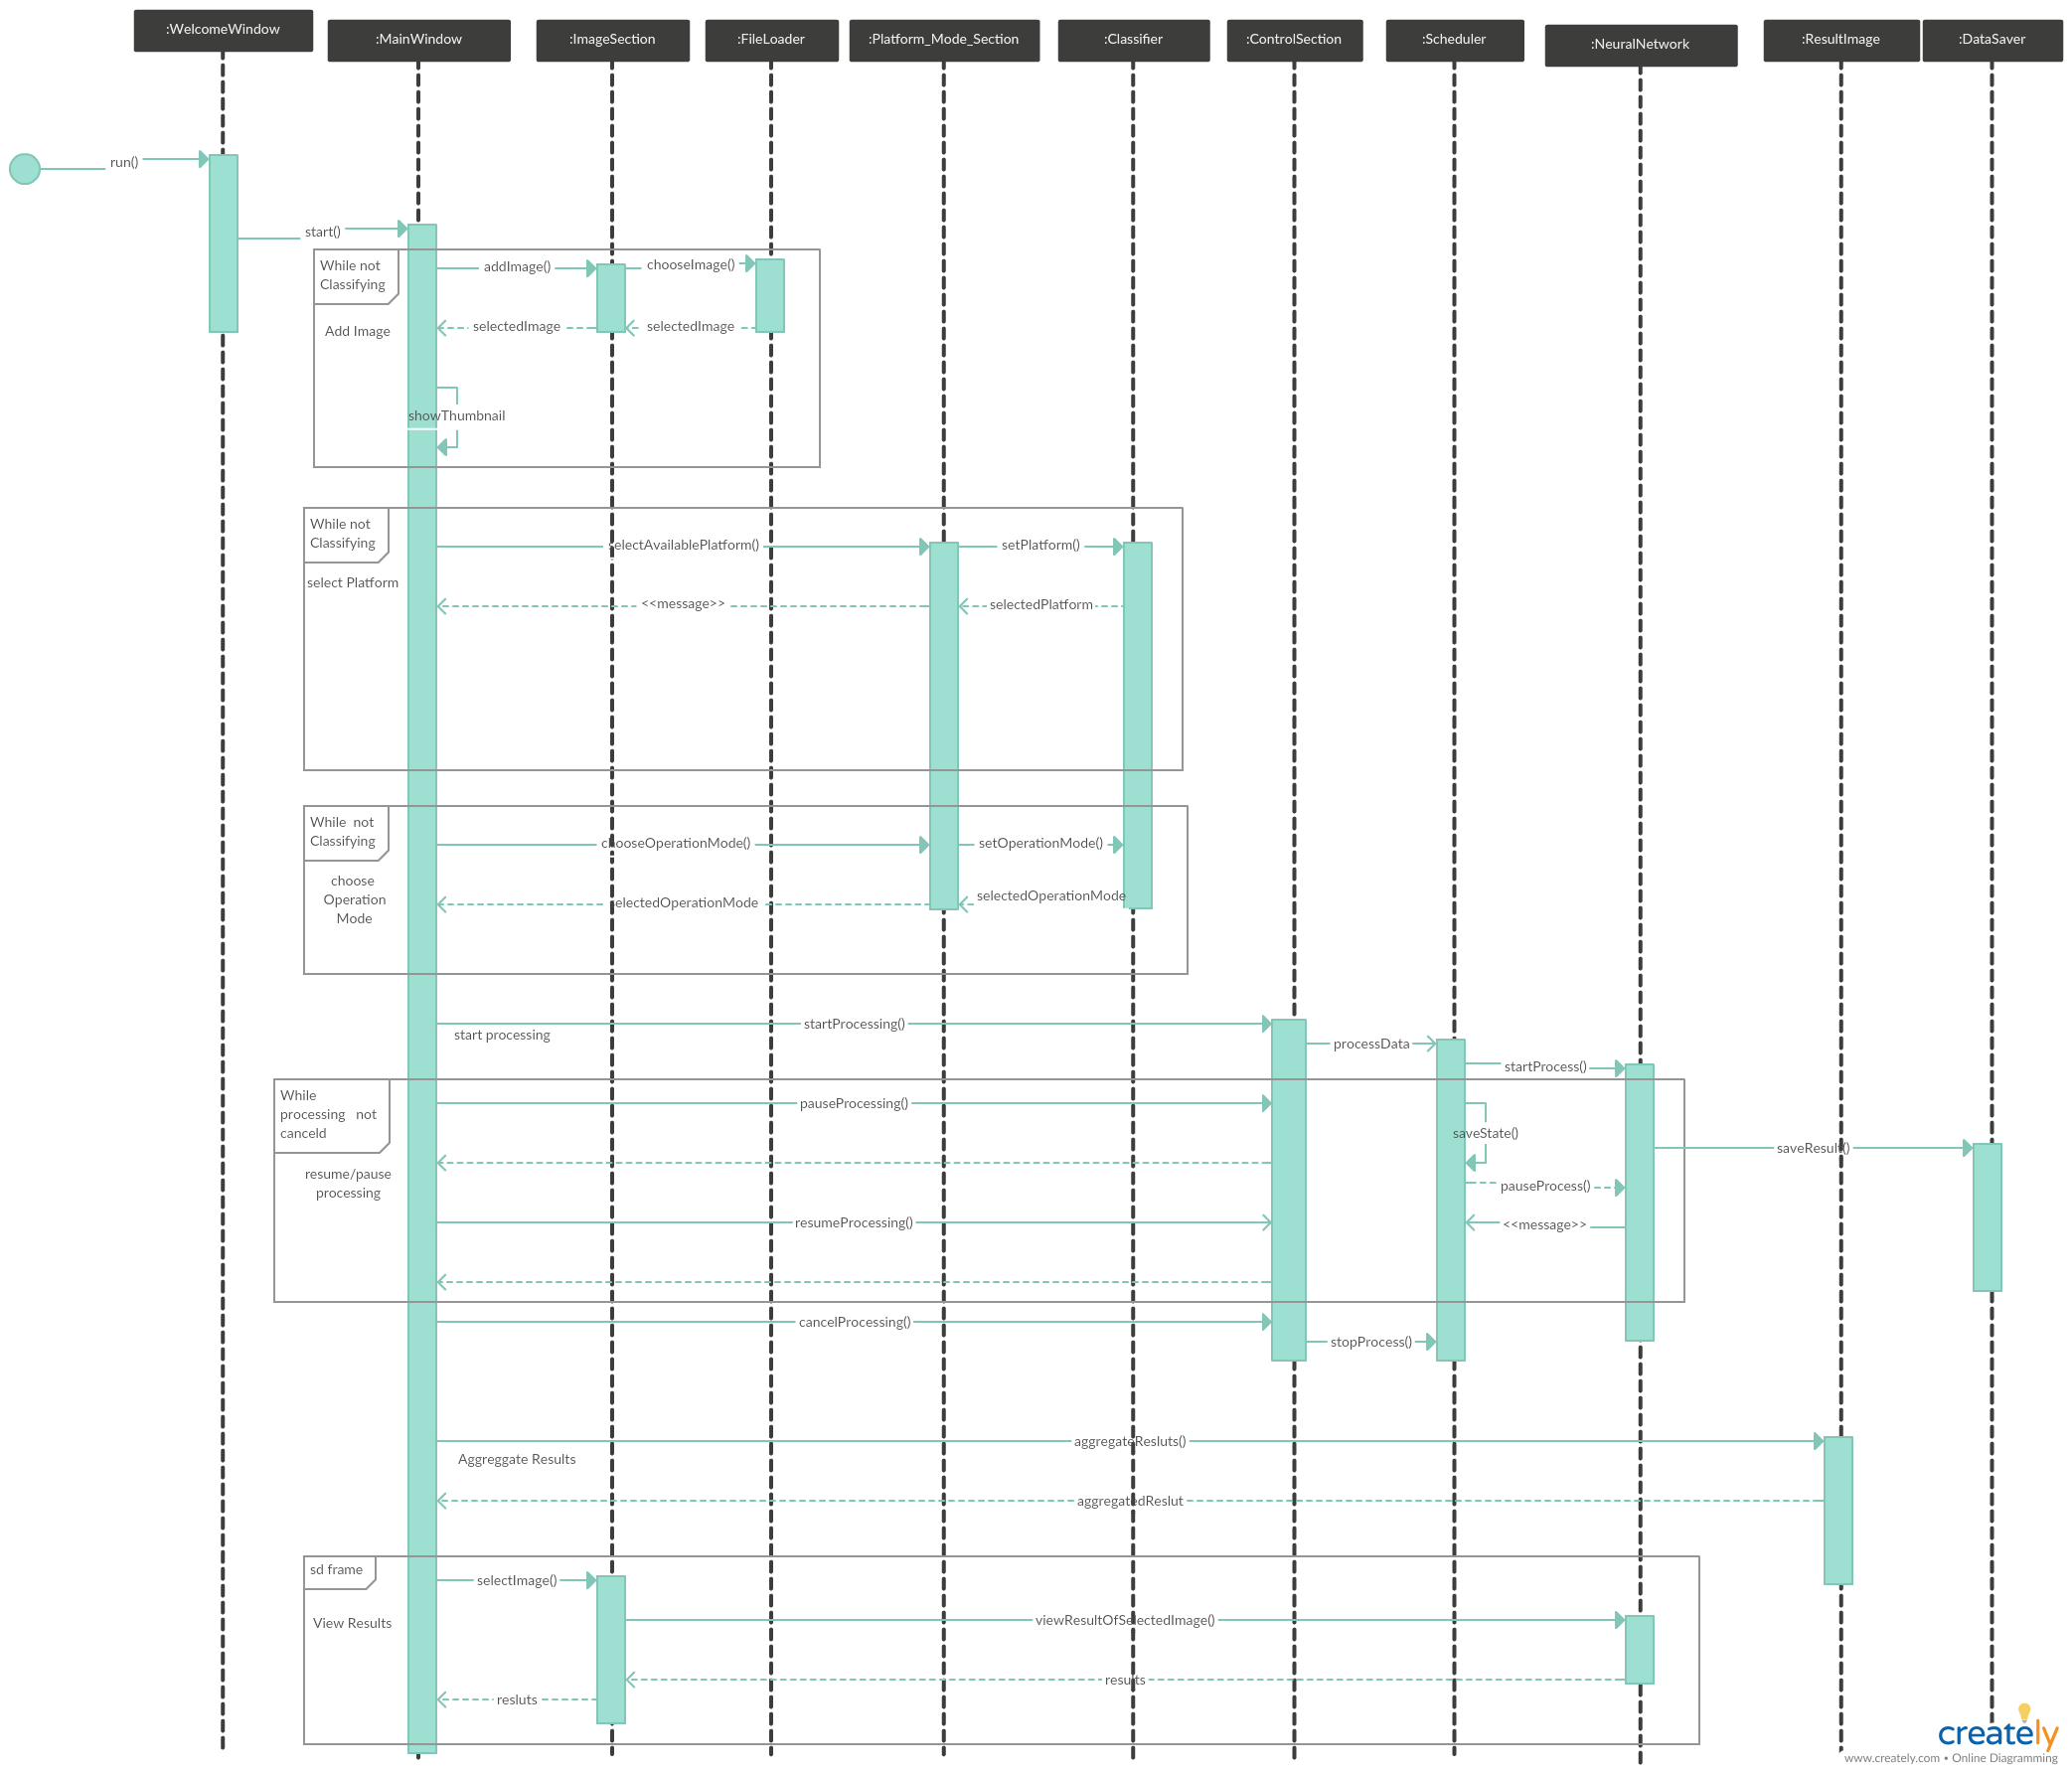 :WelcomeWindow
:MainWindow
:ImageSection
:FileLoader
:Platform_Mode_Section
:Classifier
:ControlSection
:Scheduler
:NeuralNetwork
:ResultImage
:DataSaver
run()
start()
While not
Classifying
addImage()
chooseImage()
Add Image
selectedImage
selectedImage
showThumbnail
While not
Classifying
selectAvailablePlatform()
setPlatform()
select Platform
<<message>>
selectedPlatform
While  not
Classifying
chooseOperationMode()
setOperationMode()
choose
Operation
Mode
selectedOperationMode
selectedOperationMode
startProcessing()
start processing
processData
startProcess()
While
processing   not
canceld
pauseProcessing()
saveState()
saveResult()
resume/pause
processing
pauseProcess()
resumeProcessing()
<<message>>
cancelProcessing()
stopProcess()
aggregateResluts()
Aggreggate Results
aggregatedReslut
sd frame
selectImage()
View Results
viewResultOfSelectedImage()
results
resluts
creately
www.creately.com • Online Diagramming